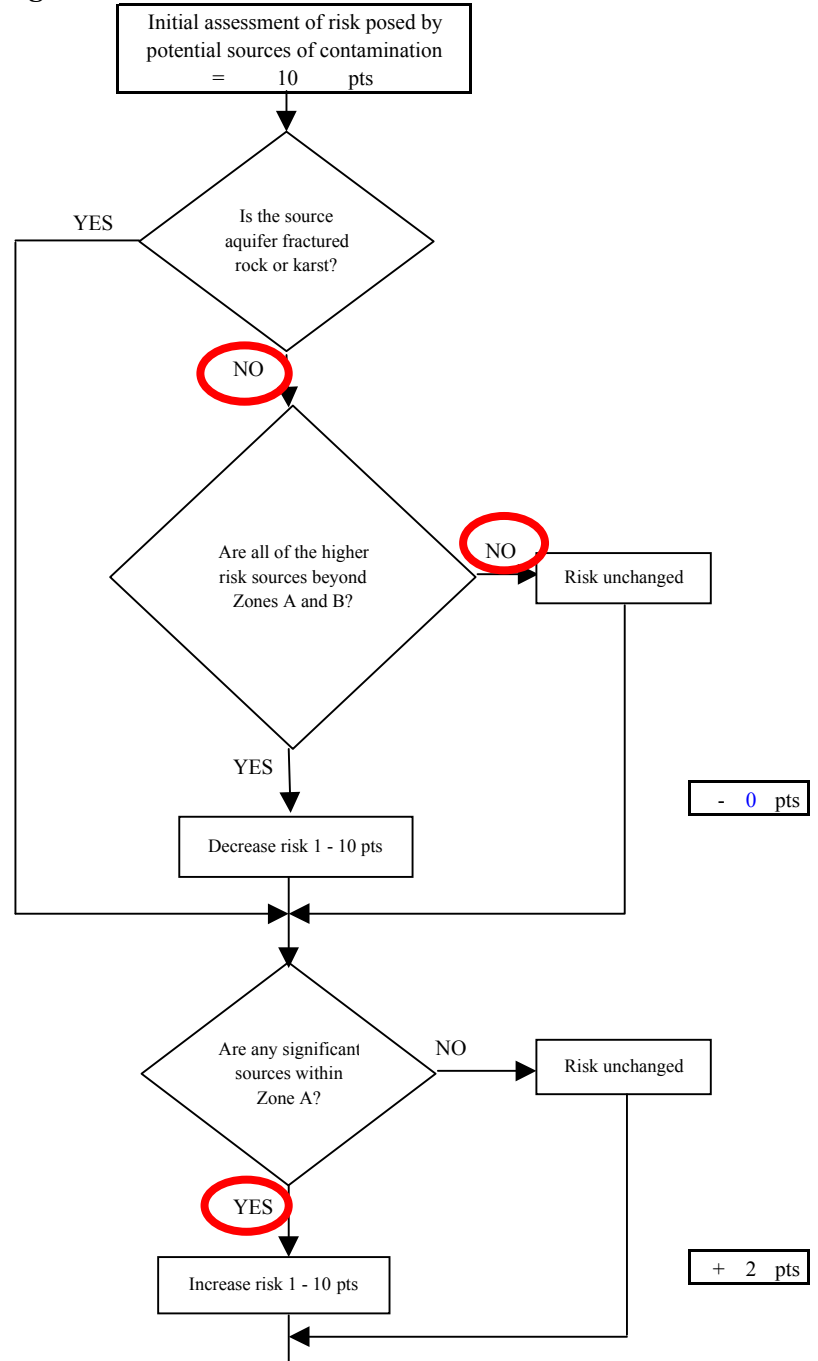 Initial assessment of risk posed by
potential sources of contamination
= 10 pts
YES
Is the source
aquifer fractured
rock or karst?
NO
Are all of the higher
risk sources beyond
Zones A and B?
NO
Risk unchanged
YES
- 0 pts
Decrease risk 1 - 10 pts
Are any significant
sources within
Zone A?
NO
Risk unchanged
YES
+ 2 pts
Increase risk 1 - 10 pts